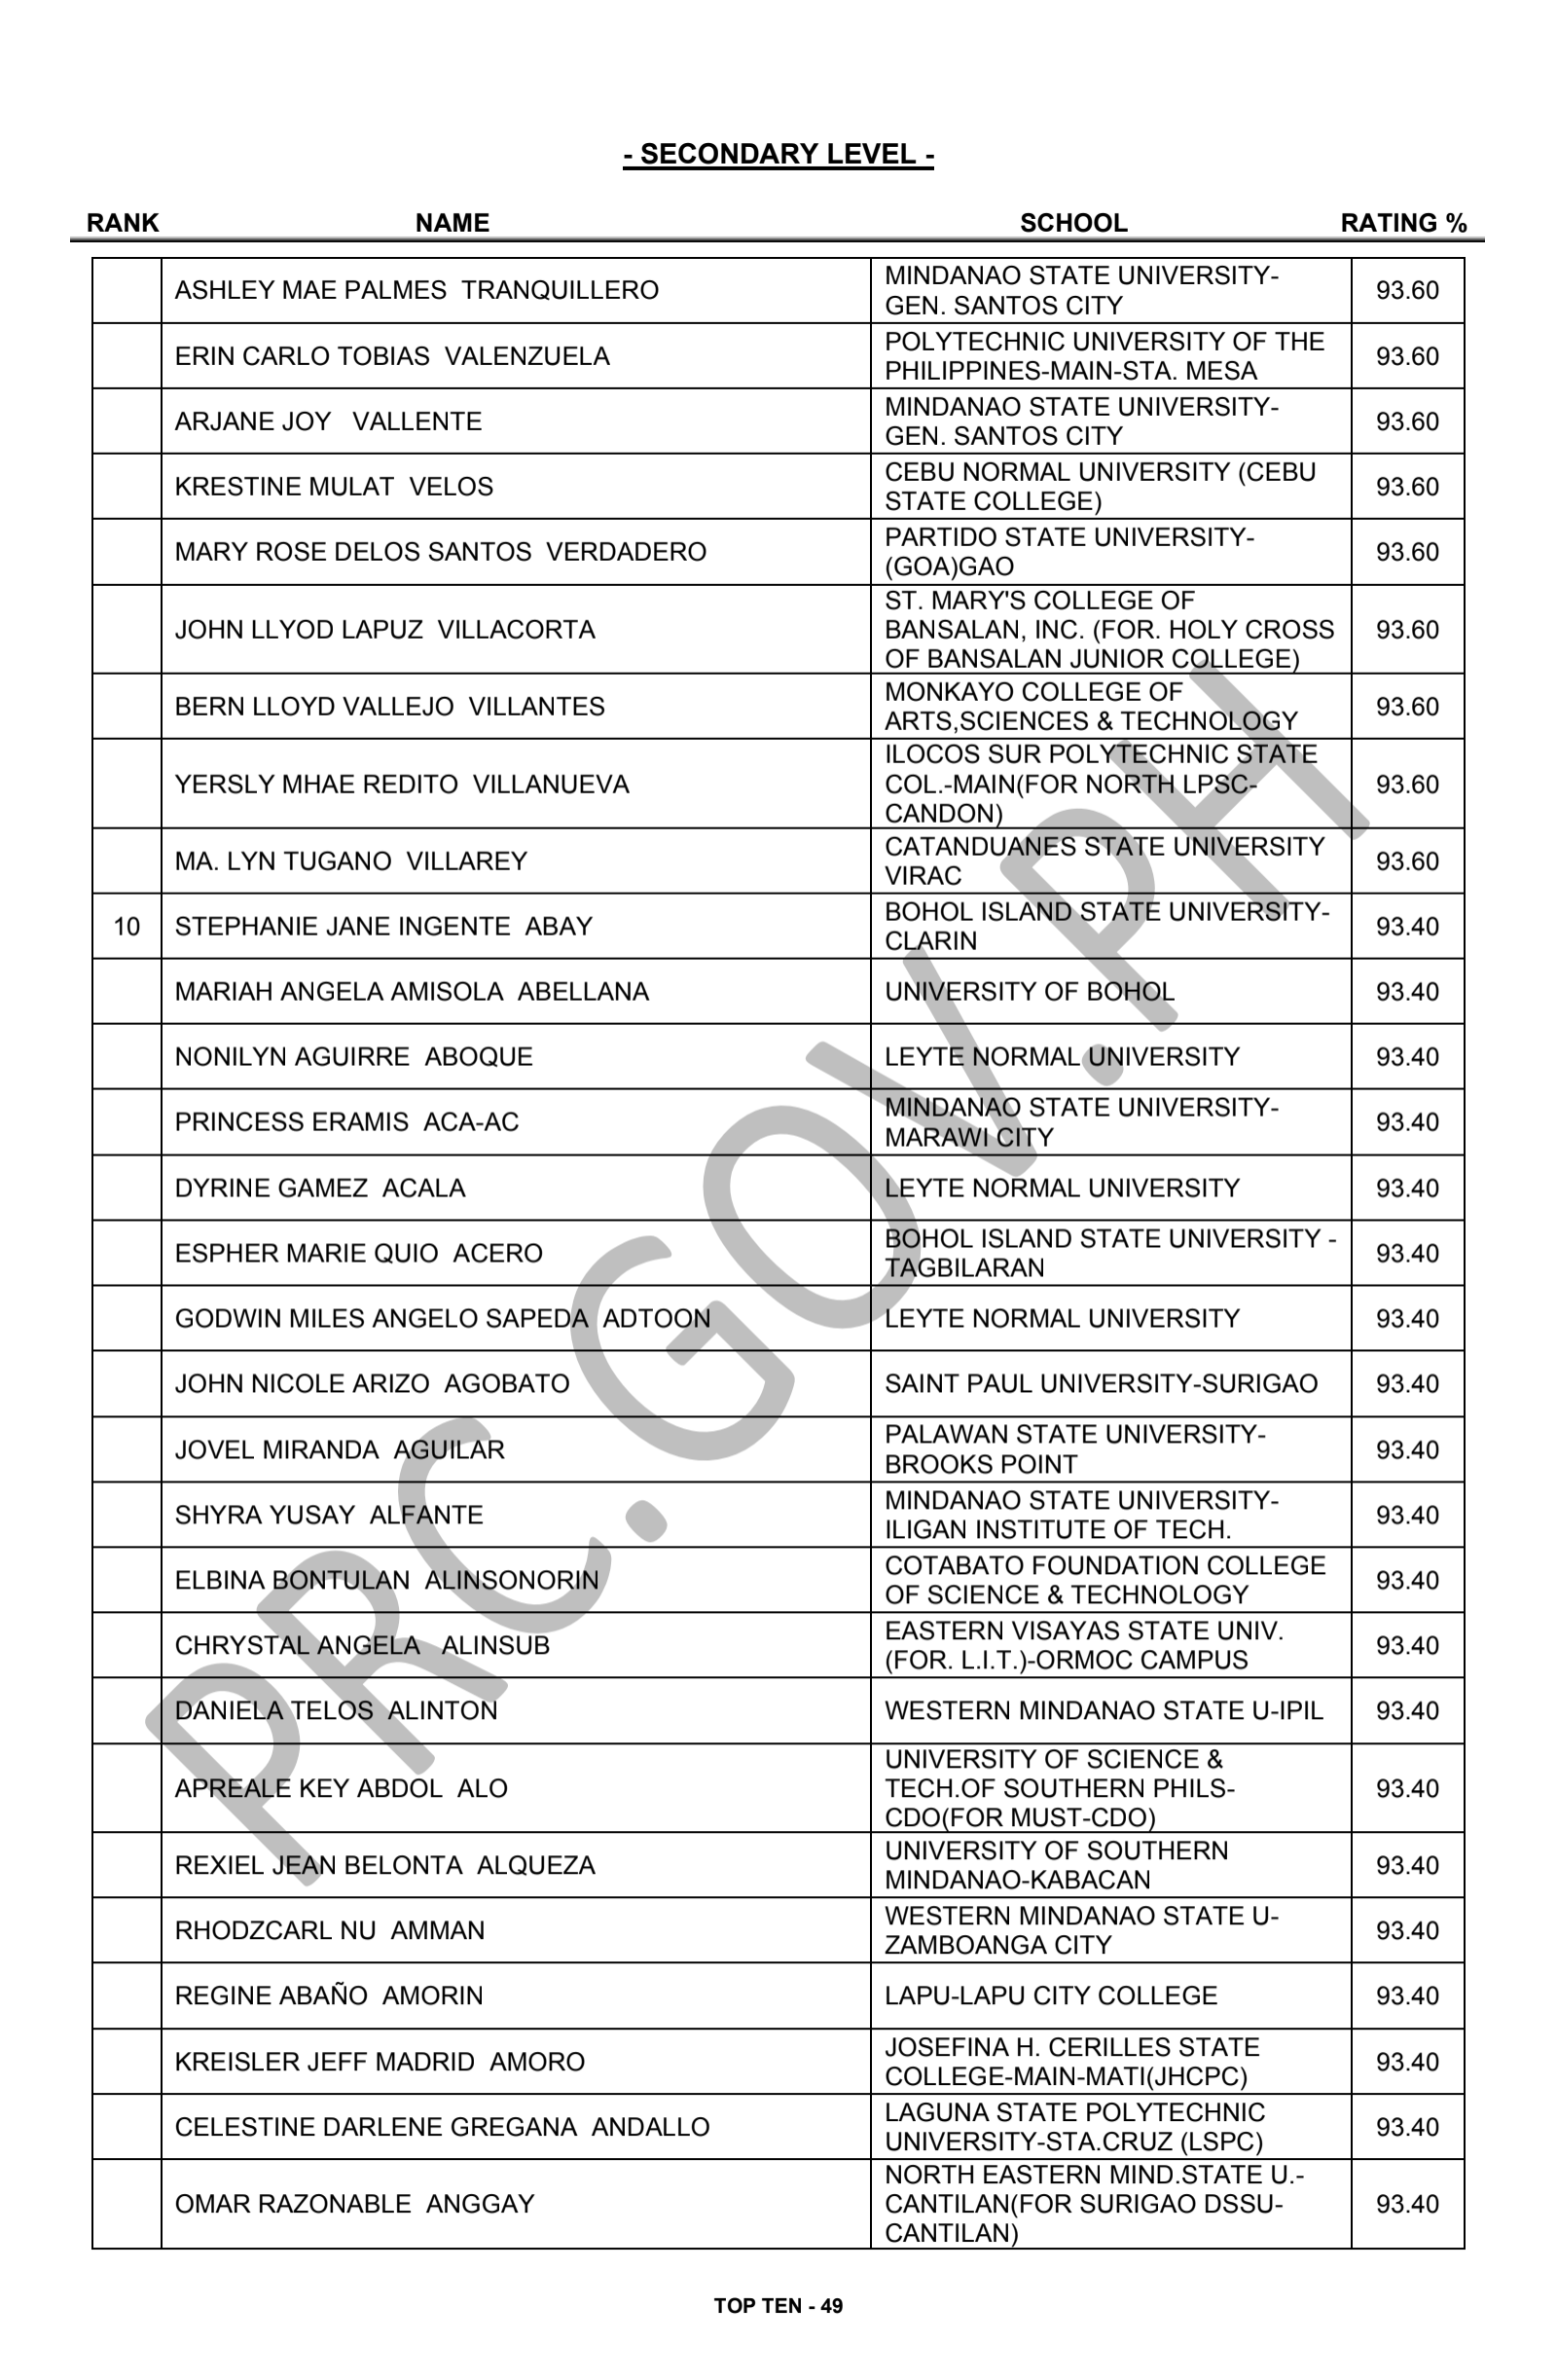 - SECONDARY LEVEL -
RANK NAME SCHOOL RATING %
ASHLEY MAE PALMES TRANQUILLERO MINDANAO STATE UNIVERSITY- 93.60
GEN. SANTOS CITY
ERIN CARLO TOBIAS VALENZUELA POLYTECHNIC UNIVERSITY OF THE 93.60
PHILIPPINES-MAIN-STA. MESA
ARJANE JOY VALLENTE MINDANAO STATE UNIVERSITY- 93.60
GEN. SANTOS CITY
KRESTINE MULAT VELOS CEBU NORMAL UNIVERSITY (CEBU 93.60
STATE COLLEGE)
MARY ROSE DELOS SANTOS VERDADERO PARTIDO STATE UNIVERSITY- 93.60
(GOA)GAO
ST. MARY'S COLLEGE OF
JOHN LLYOD LAPUZ VILLACORTA BANSALAN, INC. (FOR. HOLY CROSS 93.60
OF BANSALAN JUNIOR COLLEGE)
BERN LLOYD VALLEJO VILLANTES MONKAYO COLLEGE OF 93.60
ARTS,SCIENCES & TECHNOLOGY
ILOCOS SUR POLYTECHNIC STATE
YERSLY MHAE REDITO VILLANUEVA COL.-MAIN(FOR NORTH LPSC- 93.60
CANDON)
MA. LYN TUGANO VILLAREY CATANDUANES STATE UNIVERSITY 93.60
VIRAC
10 STEPHANIE JANE INGENTE ABAY BOHOL ISLAND STATE UNIVERSITY- 93.40
CLARIN
MARIAH ANGELA AMISOLA ABELLANA UNIVERSITY OF BOHOL 93.40
NONILYN AGUIRRE ABOQUE LEYTE NORMAL UNIVERSITY 93.40
PRINCESS ERAMIS ACA-AC MINDANAO STATE UNIVERSITY- 93.40
MARAWI CITY
DYRINE GAMEZ ACALA LEYTE NORMAL UNIVERSITY 93.40
ESPHER MARIE QUIO ACERO BOHOL ISLAND STATE UNIVERSITY - 93.40
TAGBILARAN
GODWIN MILES ANGELO SAPEDA ADTOON LEYTE NORMAL UNIVERSITY 93.40
JOHN NICOLE ARIZO AGOBATO SAINT PAUL UNIVERSITY-SURIGAO 93.40
JOVEL MIRANDA AGUILAR PALAWAN STATE UNIVERSITY- 93.40
BROOKS POINT
SHYRA YUSAY ALFANTE MINDANAO STATE UNIVERSITY- 93.40
ILIGAN INSTITUTE OF TECH.
ELBINA BONTULAN ALINSONORIN COTABATO FOUNDATION COLLEGE 93.40
OF SCIENCE & TECHNOLOGY
CHRYSTAL ANGELA ALINSUB EASTERN VISAYAS STATE UNIV. 93.40
(FOR. L.I.T.)-ORMOC CAMPUS
DANIELA TELOS ALINTON WESTERN MINDANAO STATE U-IPIL 93.40
UNIVERSITY OF SCIENCE &
APREALE KEY ABDOL ALO TECH.OF SOUTHERN PHILS- 93.40
CDO(FOR MUST-CDO)
REXIEL JEAN BELONTA ALQUEZA UNIVERSITY OF SOUTHERN 93.40
MINDANAO-KABACAN
RHODZCARL NU AMMAN WESTERN MINDANAO STATE U- 93.40
ZAMBOANGA CITY
REGINE ABAÑO AMORIN LAPU-LAPU CITY COLLEGE 93.40
KREISLER JEFF MADRID AMORO JOSEFINA H. CERILLES STATE 93.40
COLLEGE-MAIN-MATI(JHCPC)
CELESTINE DARLENE GREGANA ANDALLO LAGUNA STATE POLYTECHNIC 93.40
UNIVERSITY-STA.CRUZ (LSPC)
NORTH EASTERN MIND.STATE U.-
OMAR RAZONABLE ANGGAY CANTILAN(FOR SURIGAO DSSU- 93.40
CANTILAN)
PRC.GOV.PH
TOP TEN - 49